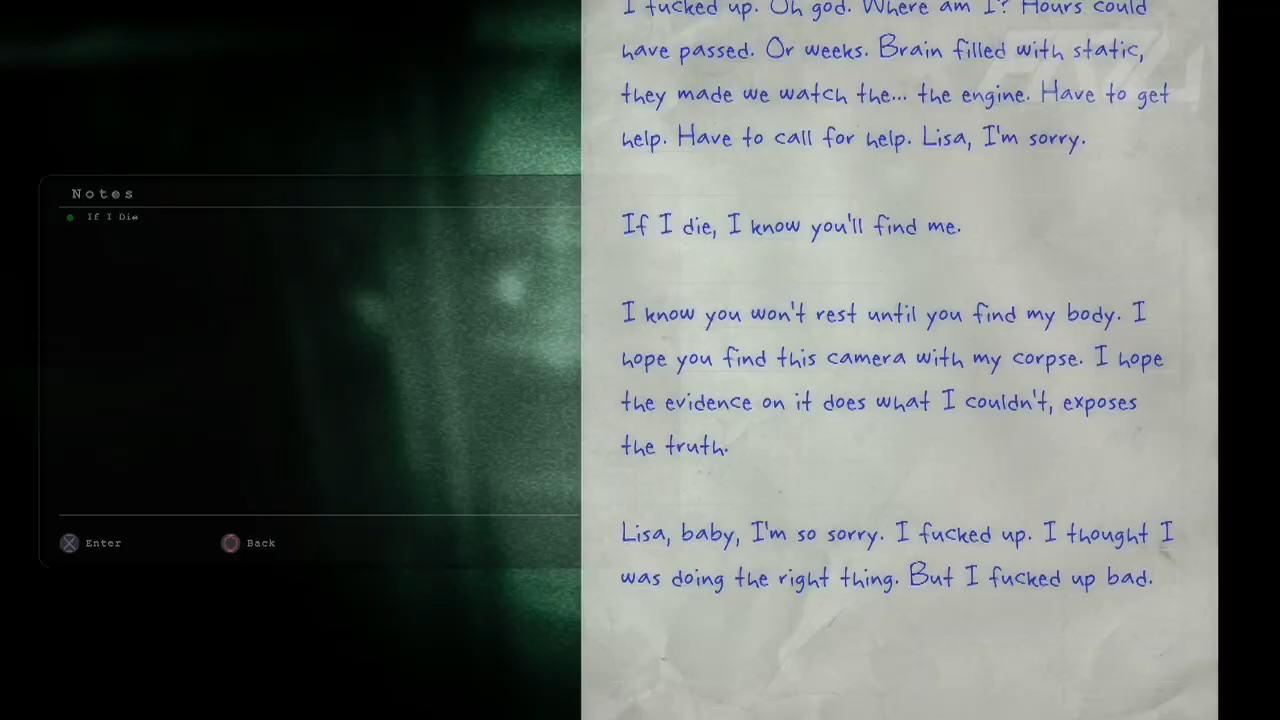 I fucked up. Oh god. Where am I? Hours could
have passed. Or weeks. Brain filled with static,
they made we watch the... the engine. Have to get
help. Have to call for help. Lisa, I'm sorry.
If I die, I know you'll find me.
I know you won't rest until you find my body. I
hope you find this camera with my corpse. I hope
the evidence on it does what I couldn't, exposes
the truth.
Lisa, baby, I'm so sorry. I fucked up. I thought I
was doing the right thing. But I fucked up bad.
Notes
If I Die
Enter
Back